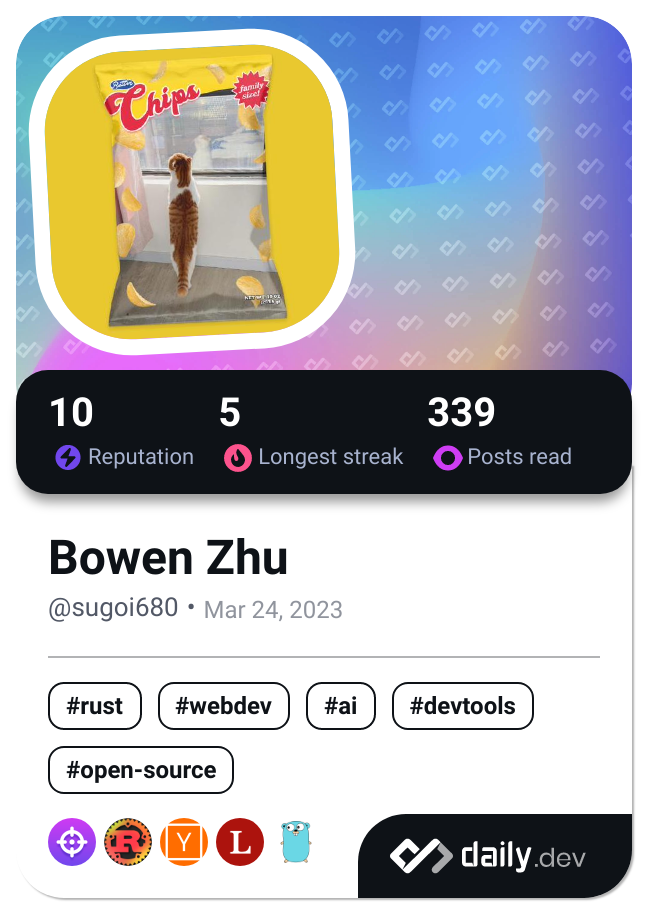 Chips
family
size!
10
5
339
Reputation
Longest streak
Posts read
Bowen Zhu
@sugoi680 • Mar 24, 2023
#rust
#webdev
#ai
#devtools
#open-source
R
Y
L
daily.dev